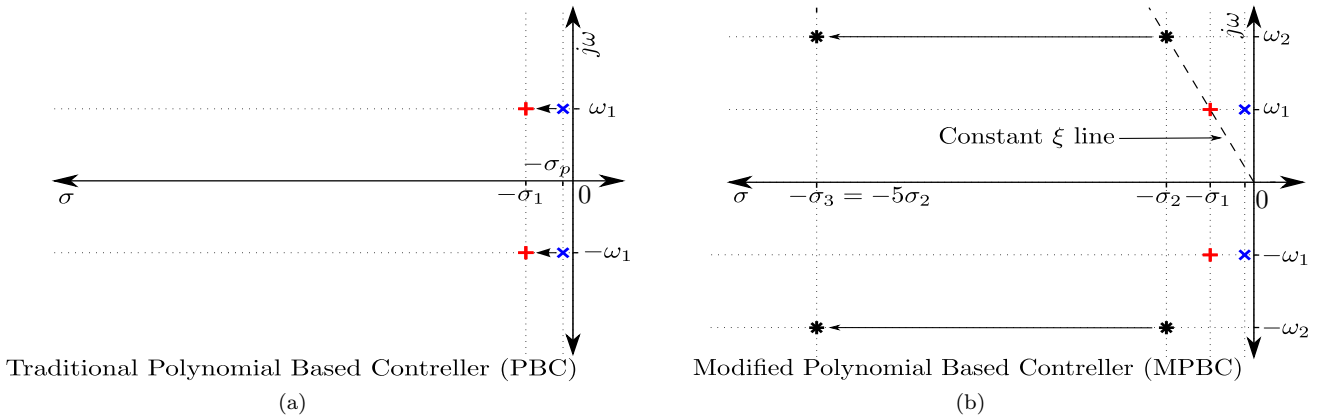 jω
ω₁
−σₚ
σ
−σ₁
0
−ω₁
Traditional Polynomial Based Contreller (PBC)
(a)
jω
ω₂
ω₁
Constant ξ line
σ
−σ₃ = −5σ₂
−σ₂
−σ₁
0
−ω₁
−ω₂
Modified Polynomial Based Controller (MPBC)
(b)